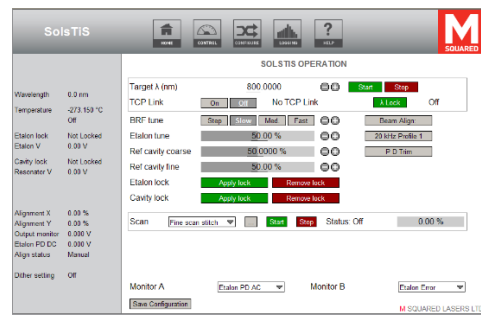 SolsTiS
HOME
CONTROL
CONFIGURE
LOGGING
?
HELP
M
SQUARED
SOLSTIS OPERATION
Wavelength 0.0 nm
Temperature -273.150 °C
Off
Etalon lock Not Locked
Etalon V 0.00 V
Cavity lock Not Locked
Resonator V 0.00 V
Alignment X 0.00 %
Alignment Y 0.00 %
Output monitor 0.000 V
Etalon PD DC 0.000 V
Align status Manual
Dither setting Off
Target λ (nm) 800.0000 Start Stop
TCP Link On Off No TCP Link λ Lock Off
BRF tune Stop Slow Med Fast Beam Align
Etalon tune 50.00 % 20 kHz Profile 1
Ref cavity coarse 50.0000 % P D Trim
Ref cavity fine 50.00 %
Etalon lock Apply lock Remove lock
Cavity lock Apply lock Remove lock
Scan Fine scan stitch Start Stop Status: Off 0.00 %
Monitor A Etalon PD AC Monitor B Etalon Error
Save Configuration
M SQUARED LASERS LTD